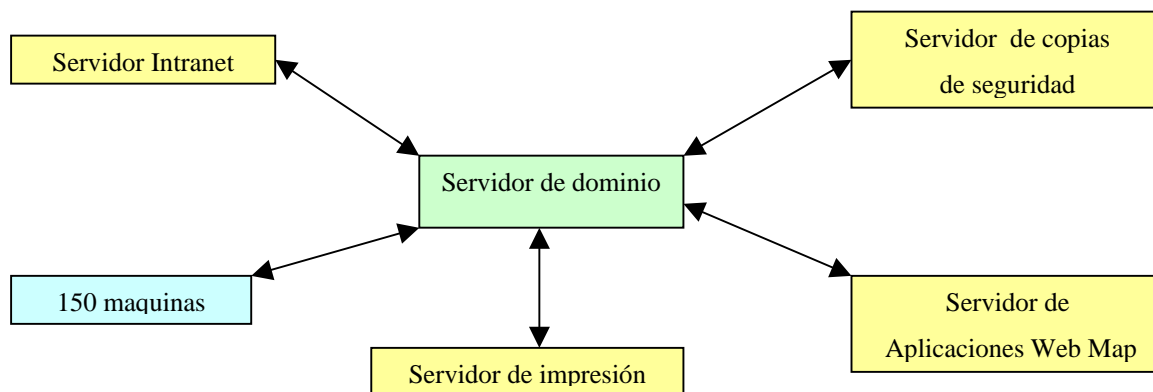 Servidor Intranet
Servidor de copias
de seguridad
Servidor de dominio
150 maquinas
Servidor de
Aplicaciones Web Map
Servidor de impresión